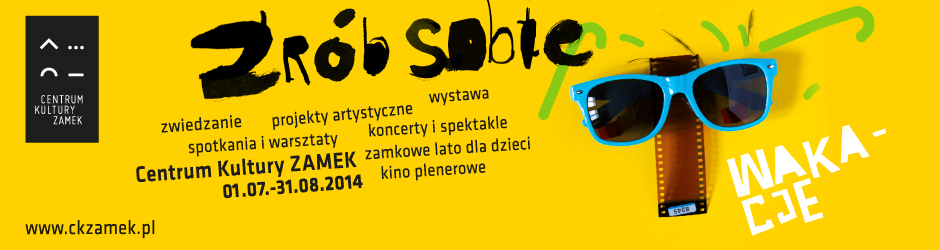 CENTRUM
KULTURY
ZAMEK
zrób sobie
zwiedzanie
projekty artystyczne
wystawa
spotkania i warsztaty
koncerty i spektakle
Centrum Kultury ZAMEK
zamkowe lato dla dzieci
01.07.-31.08.2014
kino plenerowe
WAKA-
CJE
8245
www.ckzamek.pl